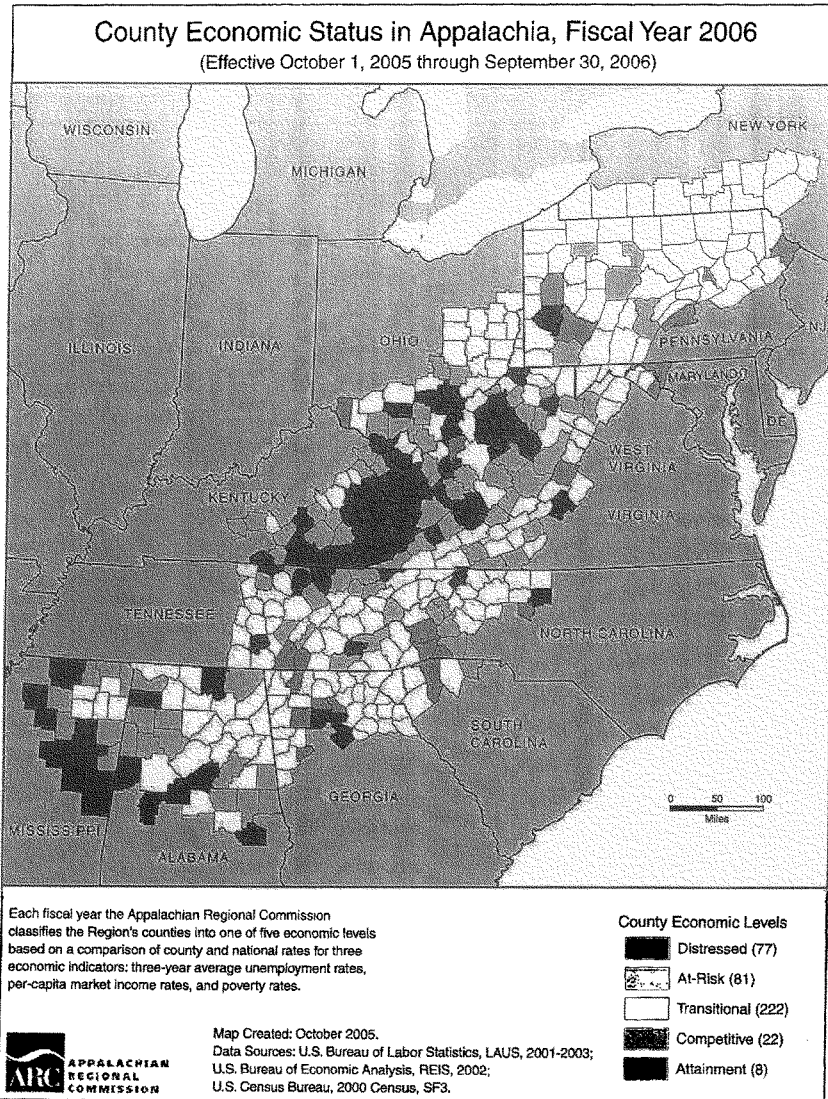 County Economic Status in Appalachia, Fiscal Year 2006
(Effective October 1, 2005 through September 30, 2006)
WISCONSIN
NEW YORK
MICHIGAN
ILLINOIS
INDIANA
OHIO
PENNSYLVANIA
NJ
MARYLAND
DE
WEST
VIRGINIA
KENTUCKY
VIRGINIA
TENNESSEE
NORTH CAROLINA
SOUTH
CAROLINA
GEORGIA
MISSISSIPPI
ALABAMA
0 50 100
Miles
Each fiscal year the Appalachian Regional Commission
classifies the Region's counties into one of five economic levels
based on a comparison of county and national rates for three
economic indicators: three-year average unemployment rates,
per-capita market income rates, and poverty rates.
County Economic Levels
Distressed (77)
At-Risk (81)
Transitional (222)
Competitive (22)
Attainment (8)
ARC
APPALACHIAN
REGIONAL
COMMISSION
Map Created: October 2005.
Data Sources: U.S. Bureau of Labor Statistics, LAUS, 2001-2003;
U.S. Bureau of Economic Analysis, REIS, 2002;
U.S. Census Bureau, 2000 Census, SF3.